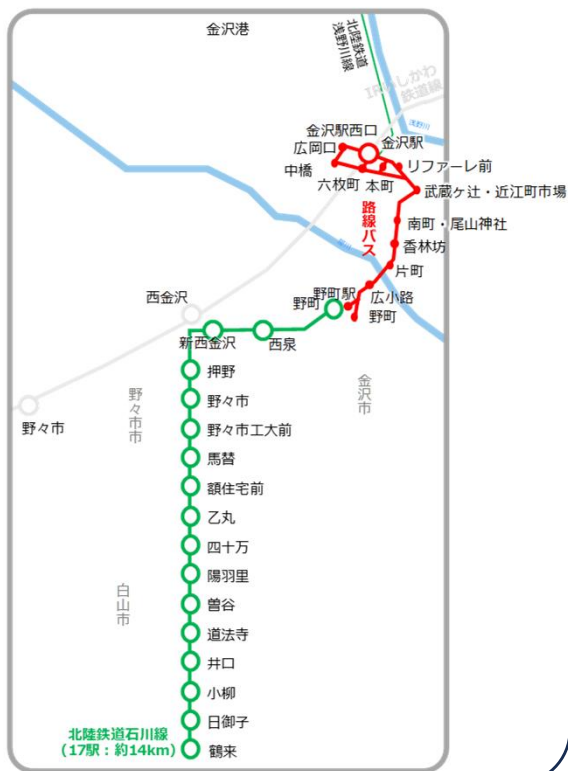 金沢港
北陸鉄道
浅野川線
IRいしかわ
鉄道線
浅野川
金沢駅西口
金沢駅
広岡口
中橋
リファーレ前
六枚町
本町
武蔵ヶ辻・近江町市場
路線バス
南町・尾山神社
香林坊
片町
野町駅
広小路
野町
野町
西金沢
新西金沢
西泉
押野
金沢市
野々市市
野々市
野々市
野々市工大前
馬替
額住宅前
乙丸
四十万
陽羽里
白山市
曽谷
道法寺
井口
小柳
日御子
北陸鉄道石川線
(17駅：約14km)
鶴来